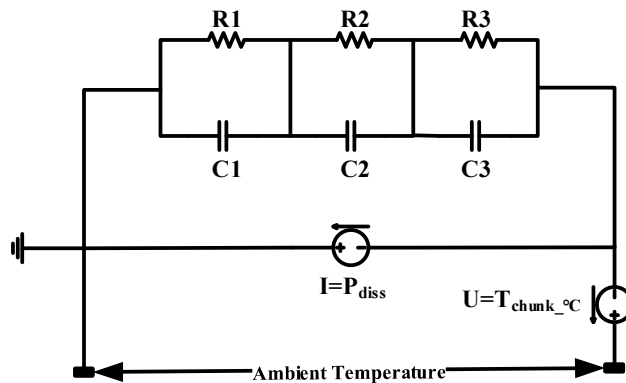 R1 R2 R3
C1 C2 C3
+ −
I=Pdiss
U=Tchunk_°C
+
Ambient Temperature